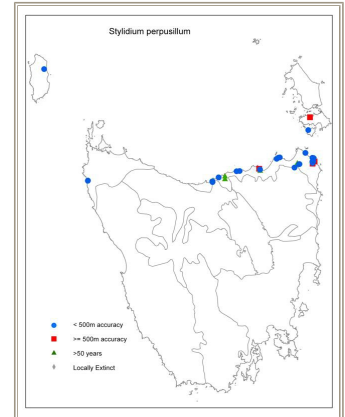 Stylidium perpusillum
< 500m accuracy
>= 500m accuracy
>50 years
Locally Extinct